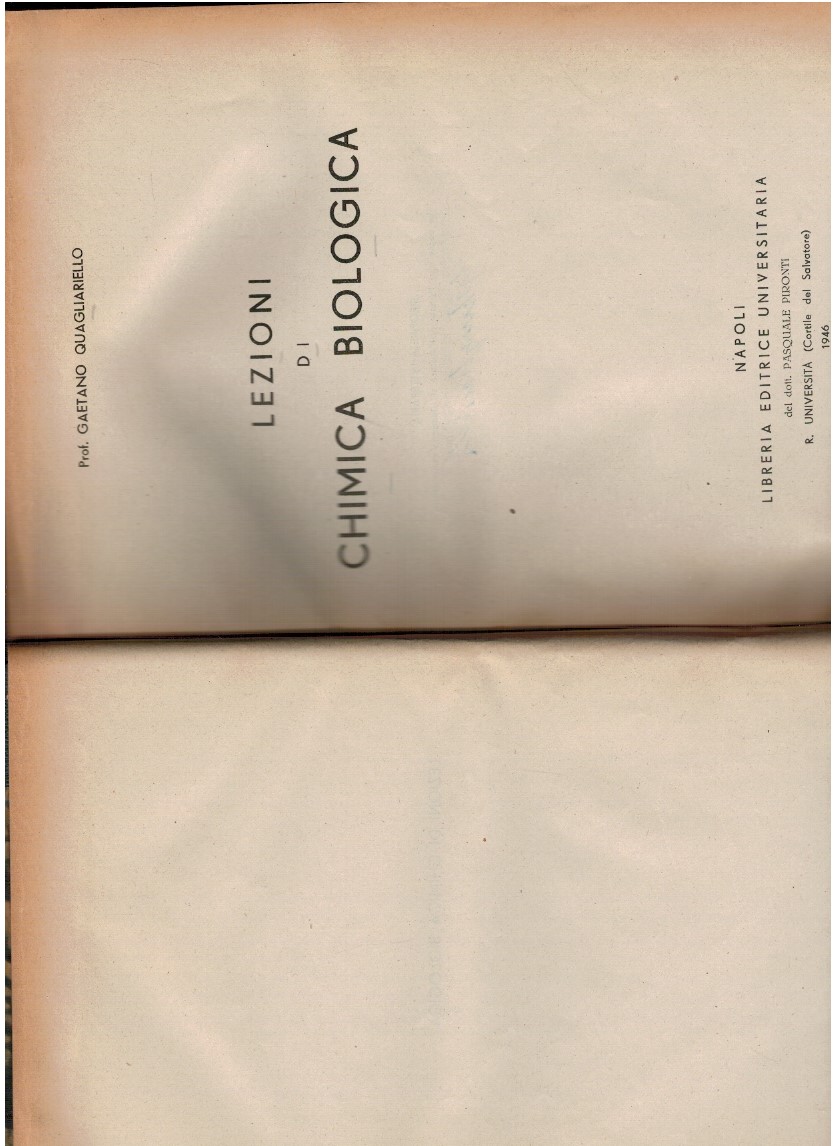 Prof. GAETANO QUAGLIARIELLO
LEZIONI
DI
CHIMICA BIOLOGICA
NAPOLI
LIBRERIA EDITRICE UNIVERSITARIA
del dott. PASQUALE PIRONTI
R. UNIVERSITÀ (Cortile del Salvatore)
1946